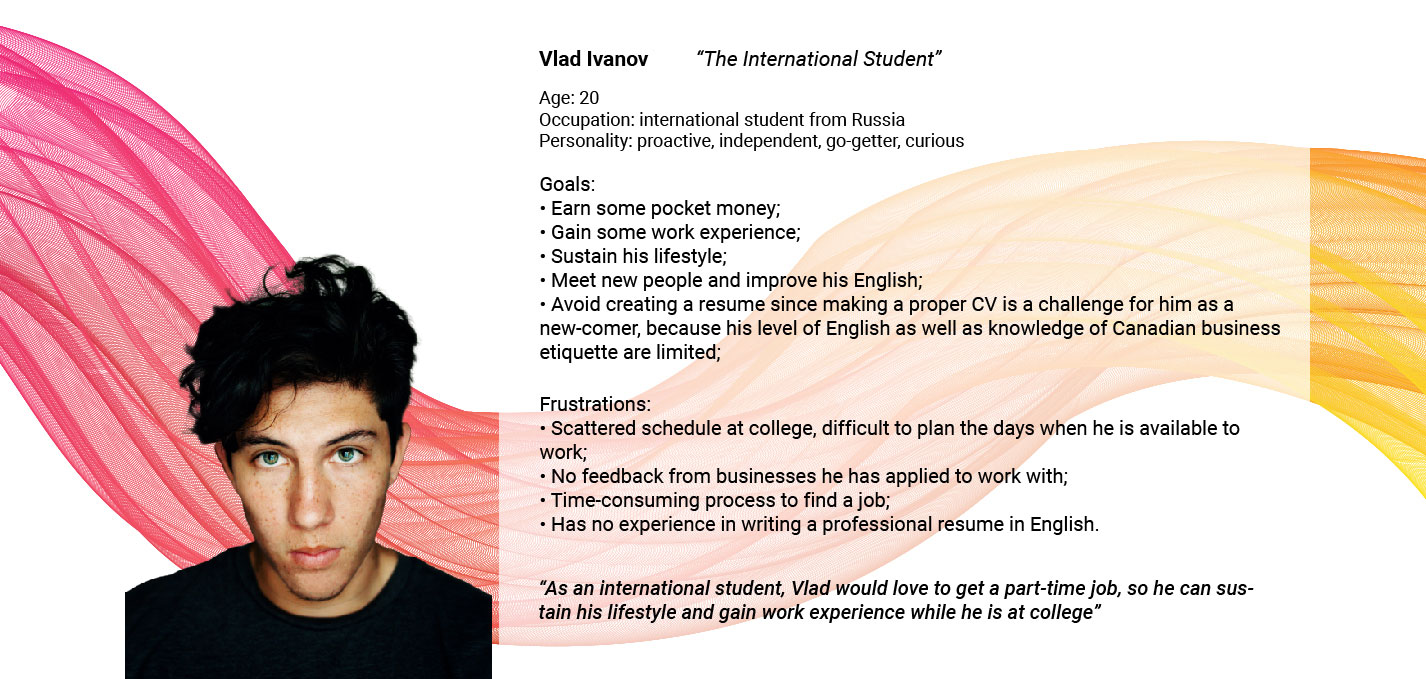 Vlad Ivanov “The International Student”
Age: 20
Occupation: international student from Russia
Personality: proactive, independent, go-getter, curious
Goals:
• Earn some pocket money;
• Gain some work experience;
• Sustain his lifestyle;
• Meet new people and improve his English;
• Avoid creating a resume since making a proper CV is a challenge for him as a
new-comer, because his level of English as well as knowledge of Canadian business
etiquette are limited;
Frustrations:
• Scattered schedule at college, difficult to plan the days when he is available to
work;
• No feedback from businesses he has applied to work with;
• Time-consuming process to find a job;
• Has no experience in writing a professional resume in English.
“As an international student, Vlad would love to get a part-time job, so he can sus-
tain his lifestyle and gain work experience while he is at college”